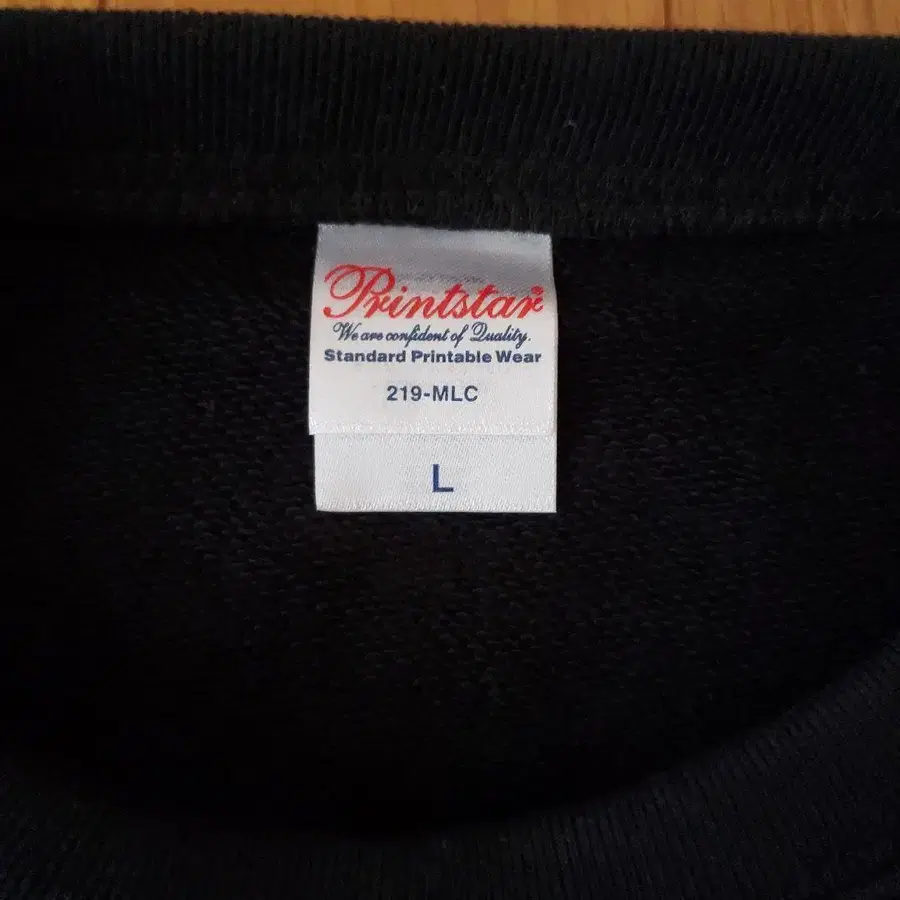 Printstar
We are confident of Quality.
Standard Printable Wear
219-MLC
L